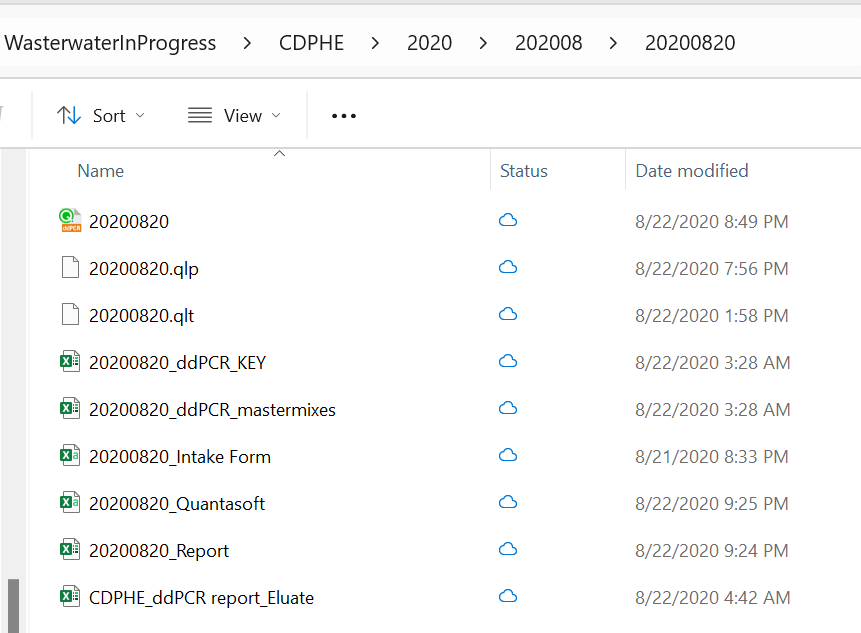 WasterwaterInProgress > CDPHE > 2020 > 202008 > 20200820
Sort View •••
Name Status Date modified
20200820 8/22/2020 8:49 PM
20200820.qlp 8/22/2020 7:56 PM
20200820.qlt 8/22/2020 1:58 PM
20200820_ddPCR_KEY 8/22/2020 3:28 AM
20200820_ddPCR_mastermixes 8/22/2020 3:28 AM
20200820_Intake Form 8/21/2020 8:33 PM
20200820_Quantasoft 8/22/2020 9:25 PM
20200820_Report 8/22/2020 9:24 PM
CDPHE_ddPCR report_Eluate 8/22/2020 4:42 AM